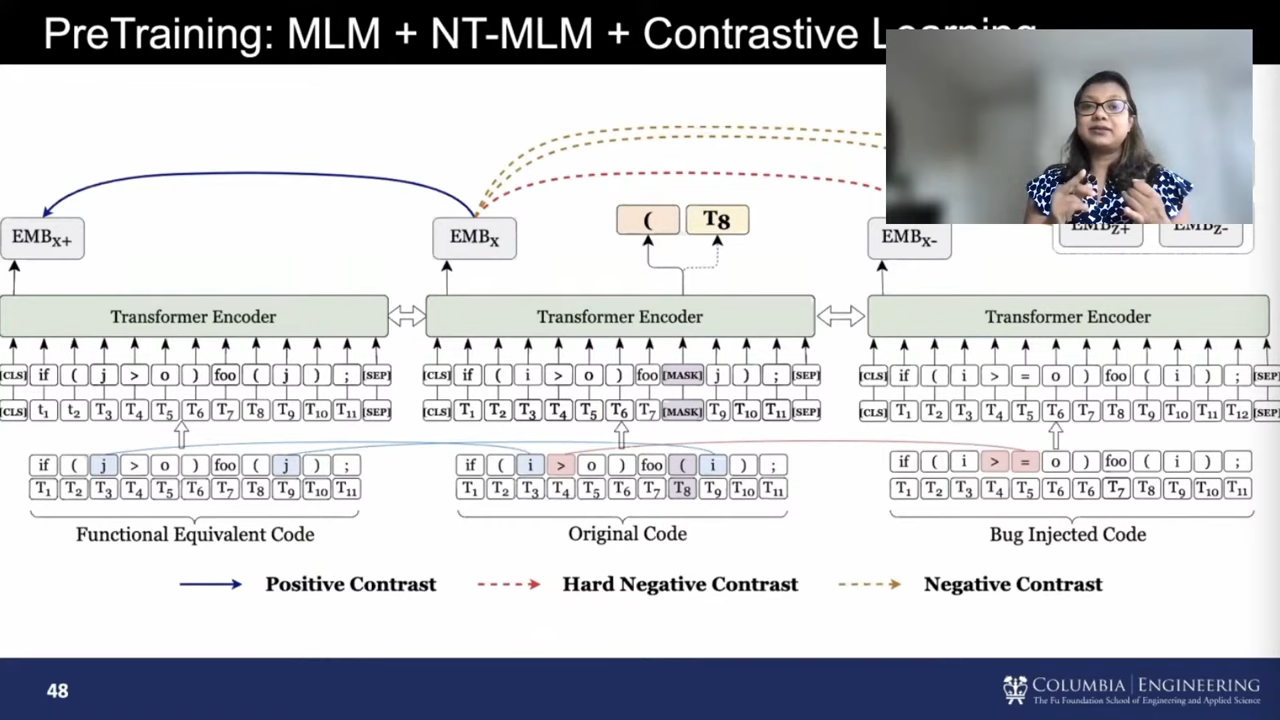 PreTraining: MLM + NT-MLM + Contrastive Learning
( T8
EMBX+ EMBX EMBX- EMBZ+ EMBZ-
Transformer Encoder Transformer Encoder Transformer Encoder
[CLS] if ( j > 0 ) foo ( j ) ; [SEP] [CLS] if ( i > 0 ) foo [MASK] j ) ; [SEP] [CLS] if ( i > = 0 ) foo ( i ) ; [SEP]
[CLS] t1 t2 T3 T4 T5 T6 T7 T8 T9 T10 T11 [SEP] [CLS] T1 T2 T3 T4 T5 T6 T7 [MASK] T9 T10 T11 [SEP] [CLS] T1 T2 T3 T4 T5 T6 T7 T8 T9 T10 T11 T12 [SEP]
if ( j > 0 ) foo ( j ) ; if ( i > 0 ) foo ( i ) ; if ( i > = 0 ) foo ( i ) ;
T1 T2 T3 T4 T5 T6 T7 T8 T9 T10 T11 T1 T2 T3 T4 T5 T6 T7 T8 T9 T10 T11 T1 T2 T3 T4 T5 T6 T6 T7 T8 T9 T10 T11
Functional Equivalent Code Original Code Bug Injected Code
Positive Contrast Hard Negative Contrast Negative Contrast
48
COLUMBIA | ENGINEERING
The Fu Foundation School of Engineering and Applied Science